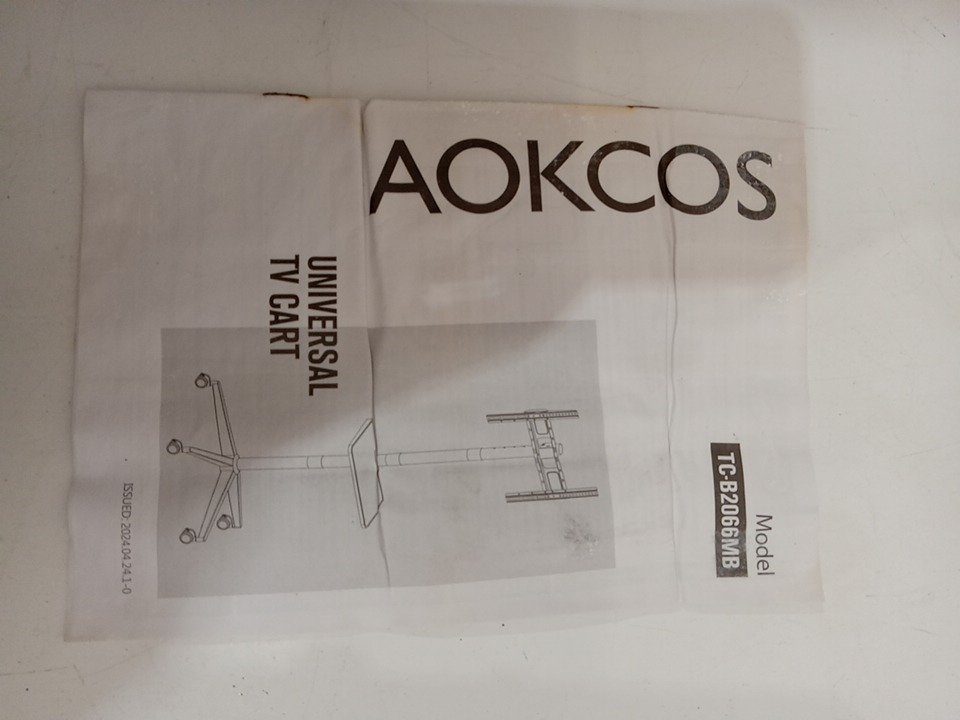 AOKCOS
Model
TC-B2066MB
UNIVERSAL
TV CART
ISSUED 2024.04.24.1-0